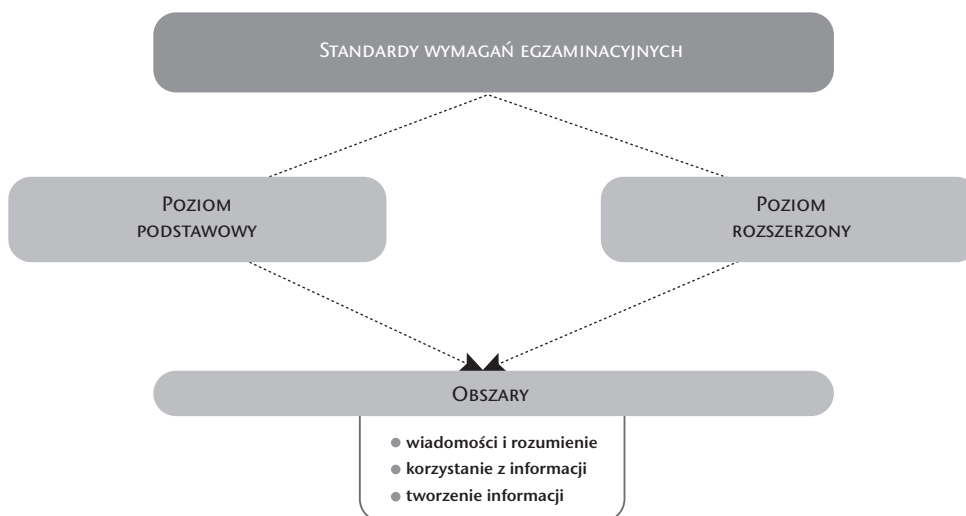 Standardy wymagań egzaminacyjnych
Poziom
podstawowy
Poziom
rozszerzony
Obszary
wiadomości i rozumienie
korzystanie z informacji
tworzenie informacji